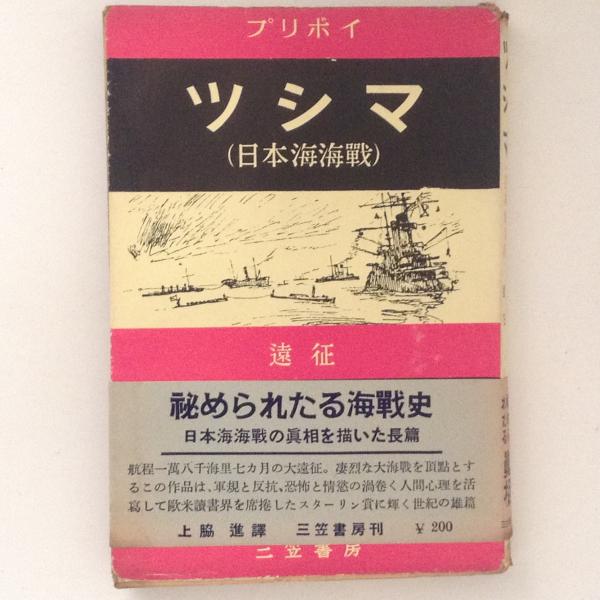 プリボイ
ツシマ
(日本海海戰)
遠征
祕められたる海戰史
日本海海戰の眞相を描いた長篇
航程一萬八千海里七カ月の大遠征。凄烈な大海戰を頂點とす
るこの作品は、軍規と反抗、恐怖と情慾の渦巻く人間心理を活
寫して歐米讀書界を席捲したスターリン賞に輝く世紀の雄篇
上脇 進譯 三笠書房刊 ¥200
三笠書房
ツシマ